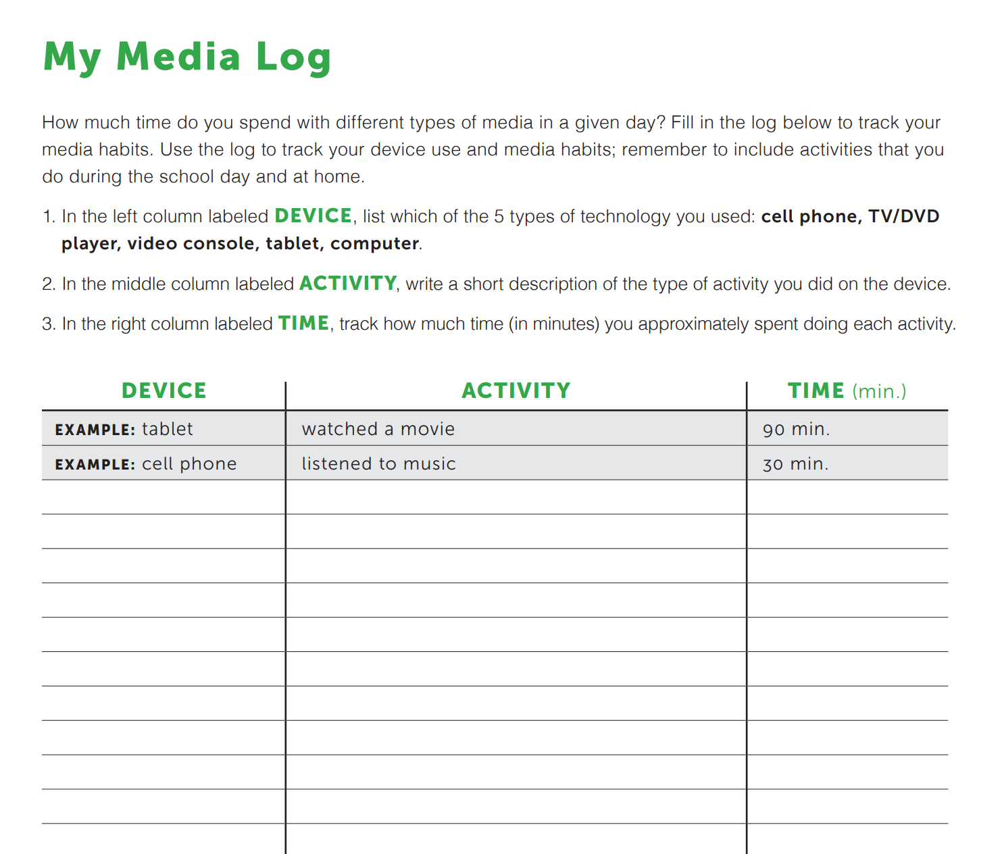 My Media Log
How much time do you spend with different types of media in a given day? Fill in the log below to track your
media habits. Use the log to track your device use and media habits; remember to include activities that you
do during the school day and at home.
1. In the left column labeled DEVICE, list which of the 5 types of technology you used: cell phone, TV/DVD
player, video console, tablet, computer.
2. In the middle column labeled ACTIVITY, write a short description of the type of activity you did on the device.
3. In the right column labeled TIME, track how much time (in minutes) you approximately spent doing each activity.
DEVICE ACTIVITY TIME (min.)
EXAMPLE: tablet watched a movie 90 min.
EXAMPLE: cell phone listened to music 30 min.